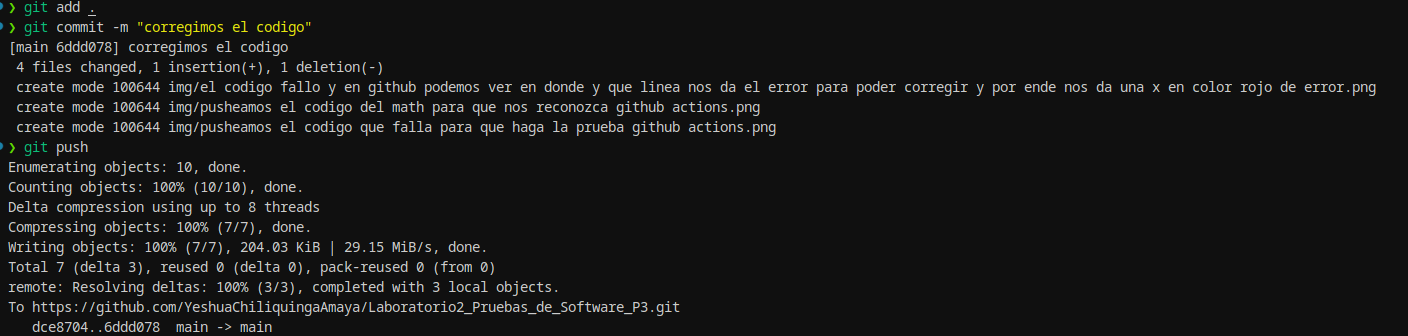 ❯ git add .
❯ git commit -m "corregimos el codigo"
[main 6ddd078] corregimos el codigo
 4 files changed, 1 insertion(+), 1 deletion(-)
 create mode 100644 img/el codigo fallo y en github podemos ver en donde y que linea nos da el error para poder corregir y por ende nos da una x en color rojo de error.png
 create mode 100644 img/pusheamos el codigo del math para que nos reconozca github actions.png
 create mode 100644 img/pusheamos el codigo que falla para que haga la prueba github actions.png
❯ git push
Enumerating objects: 10, done.
Counting objects: 100% (10/10), done.
Delta compression using up to 8 threads
Compressing objects: 100% (7/7), done.
Writing objects: 100% (7/7), 204.03 KiB | 29.15 MiB/s, done.
Total 7 (delta 3), reused 0 (delta 0), pack-reused 0 (from 0)
remote: Resolving deltas: 100% (3/3), completed with 3 local objects.
To https://github.com/YeshuaChiliquingaAmaya/Laboratorio2_Pruebas_de_Software_P3.git
   dce8704..6ddd078  main -> main